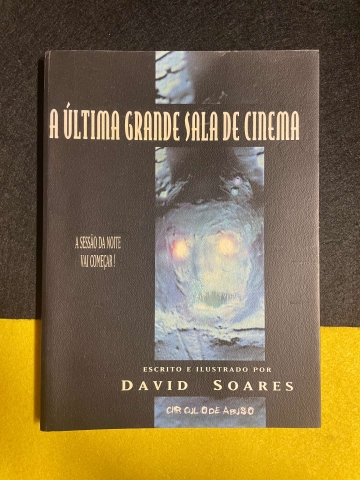 A ÚLTIMA GRANDE SALA DE CINEMA
A SESSÃO DA NOITE
VAI COMEÇAR!
ESCRITO E ILUSTRADO POR
DAVID SOARES
CIRCULO DE ABUSO